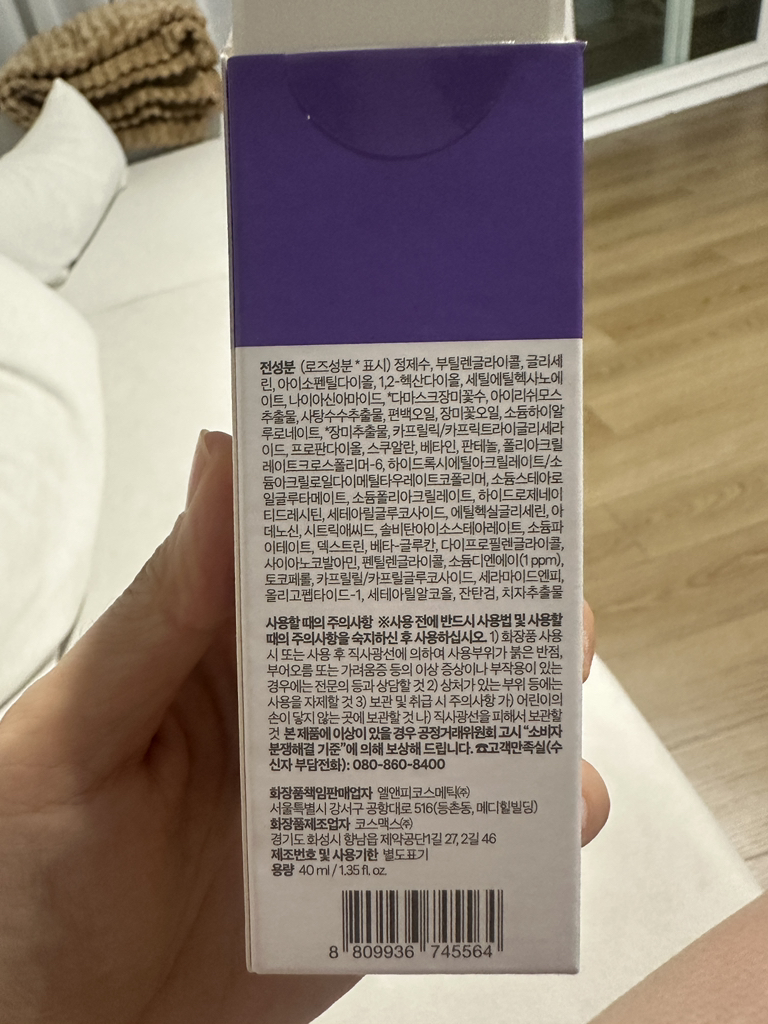 전성분 (로즈성분 * 표시) 정제수, 부틸렌글라이콜, 글리세
린, 아이소펜틸다이올, 1,2-헥산다이올, 세틸에틸헥사노에
이트, 나이아신아마이드, *다마스크장미꽃수, 아이리쉬모스
추출물, 사탕수수추출물, 편백오일, 장미꽃오일, 소듐하이알
루로네이트, *장미추출물, 카프릴릭/카프릭트라이글리세라
이드, 프로판다이올, 스쿠알란, 베타인, 판테놀, 폴리아크릴
레이트크로스폴리머-6, 하이드록시에틸아크릴레이트/소
듐아크릴로일다이메틸타우레이트코폴리머, 소듐스테아로
일글루타메이트, 소듐폴리아크릴레이트, 하이드로제네이
티드레시틴, 세테아릴글루코사이드, 에틸헥실글리세린, 아
데노신, 시트릭애씨드, 솔비탄아이소스테아레이트, 소듐파
이테이트, 덱스트린, 베타-글루칸, 다이프로필렌글라이콜,
사이아노코발아민, 펜틸렌글라이콜, 소듐디엔에이(1 ppm),
토코페롤, 카프릴릴/카프릴글루코사이드, 세라마이드엔피,
올리고펩타이드-1, 세테아릴알코올, 잔탄검, 치자추출물
사용할 때의 주의사항 ※사용 전에 반드시 사용법 및 사용할
때의 주의사항을 숙지하신 후 사용하십시오. 1) 화장품 사용
시 또는 사용 후 직사광선에 의하여 사용부위가 붉은 반점,
부어오름 또는 가려움증 등의 이상 증상이나 부작용이 있는
경우에는 전문의 등과 상담할 것 2) 상처가 있는 부위 등에는
사용을 자제할 것 3) 보관 및 취급 시 주의사항 가) 어린이의
손이 닿지 않는 곳에 보관할 것 나) 직사광선을 피해서 보관할
것 본 제품에 이상이 있을 경우 공정거래위원회 고시 "소비자
분쟁해결 기준"에 의해 보상해 드립니다. ☎고객만족실(수
신자 부담전화): 080-860-8400
화장품책임판매업자 엘앤피코스메틱㈜
서울특별시 강서구 공항대로 516(등촌동, 메디힐빌딩)
화장품제조업자 코스맥스㈜
경기도 화성시 향남읍 제약공단1길 27, 2길 46
제조번호 및 사용기한 별도표기
용량 40 ml / 1.35 fl. oz.
8 809936 745564